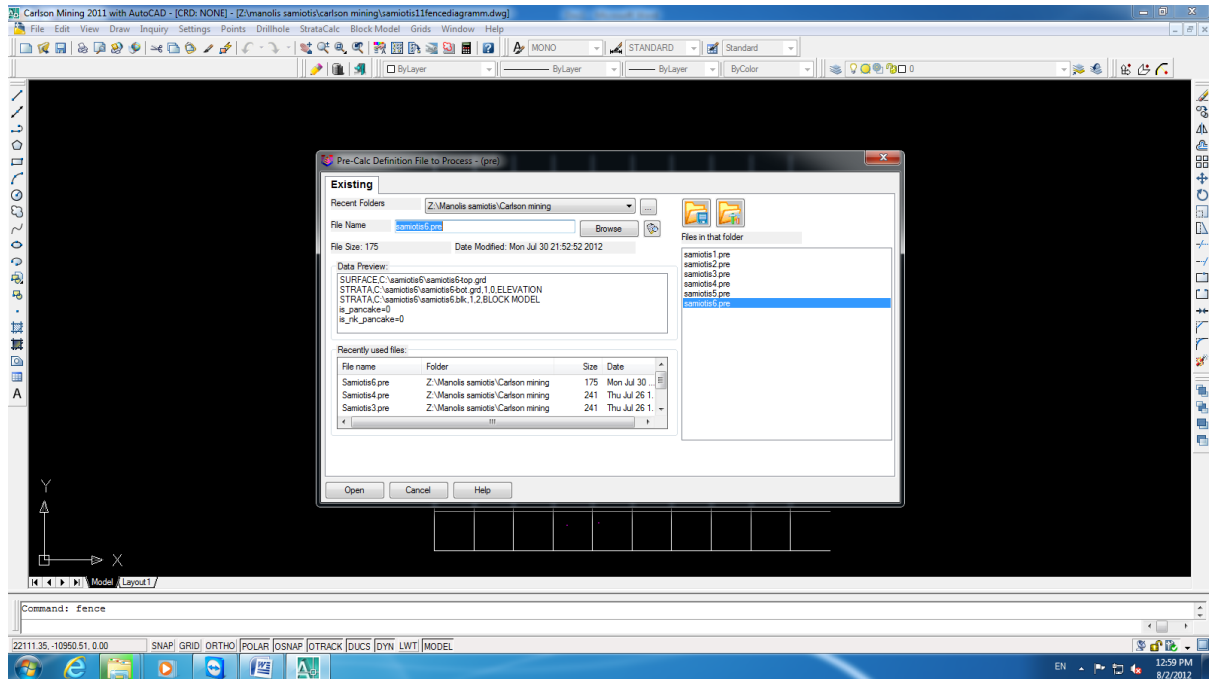 Carlson Mining 2011 with AutoCAD - [CRD: NONE] - [Z:\manolis samiotis\carlson mining\samiotis11fencediagramm.dwg]
File Edit View Draw Inquiry Settings Points Drillhole StrataCalc Block Model Grids Window Help
MONO STANDARD Standard
ByLayer ByLayer ByLayer ByColor 0
Pre-Calc Definition File to Process - (pre)
Existing
Recent Folders Z:\Manolis samiotis\Carlson mining ...
File Name samiotis6.pre Browse
Files in that folder
File Size: 175 Date Modified: Mon Jul 30 21:52:52 2012
samiotis1.pre
samiotis2.pre
samiotis3.pre
samiotis4.pre
samiotis5.pre
samiotis6.pre
Data Preview:
SURFACE,C:\samiotis6\samiotis6-top.grd
STRATA,C:\samiotis6\samiotis6-bot.grd,1,0,ELEVATION
STRATA,C:\samiotis6\samiotis6.blk,1,2,BLOCK MODEL
is_pancake=0
is_nk_pancake=0
Recently used files:
File name Folder Size Date
Samiotis6.pre Z:\Manolis samiotis\Carlson mining 175 Mon Jul 30 ...
Samiotis4.pre Z:\Manolis samiotis\Carlson mining 241 Thu Jul 26 1.
Samiotis3.pre Z:\Manolis samiotis\Carlson mining 241 Thu Jul 26 1.
Open Cancel Help
A
Y
X
Model Layout1
Command: fence
22111.35, -10950.51, 0.00 SNAP GRID ORTHO POLAR OSNAP OTRACK DUCS DYN LWT MODEL
EN 12:59 PM
8/2/2012